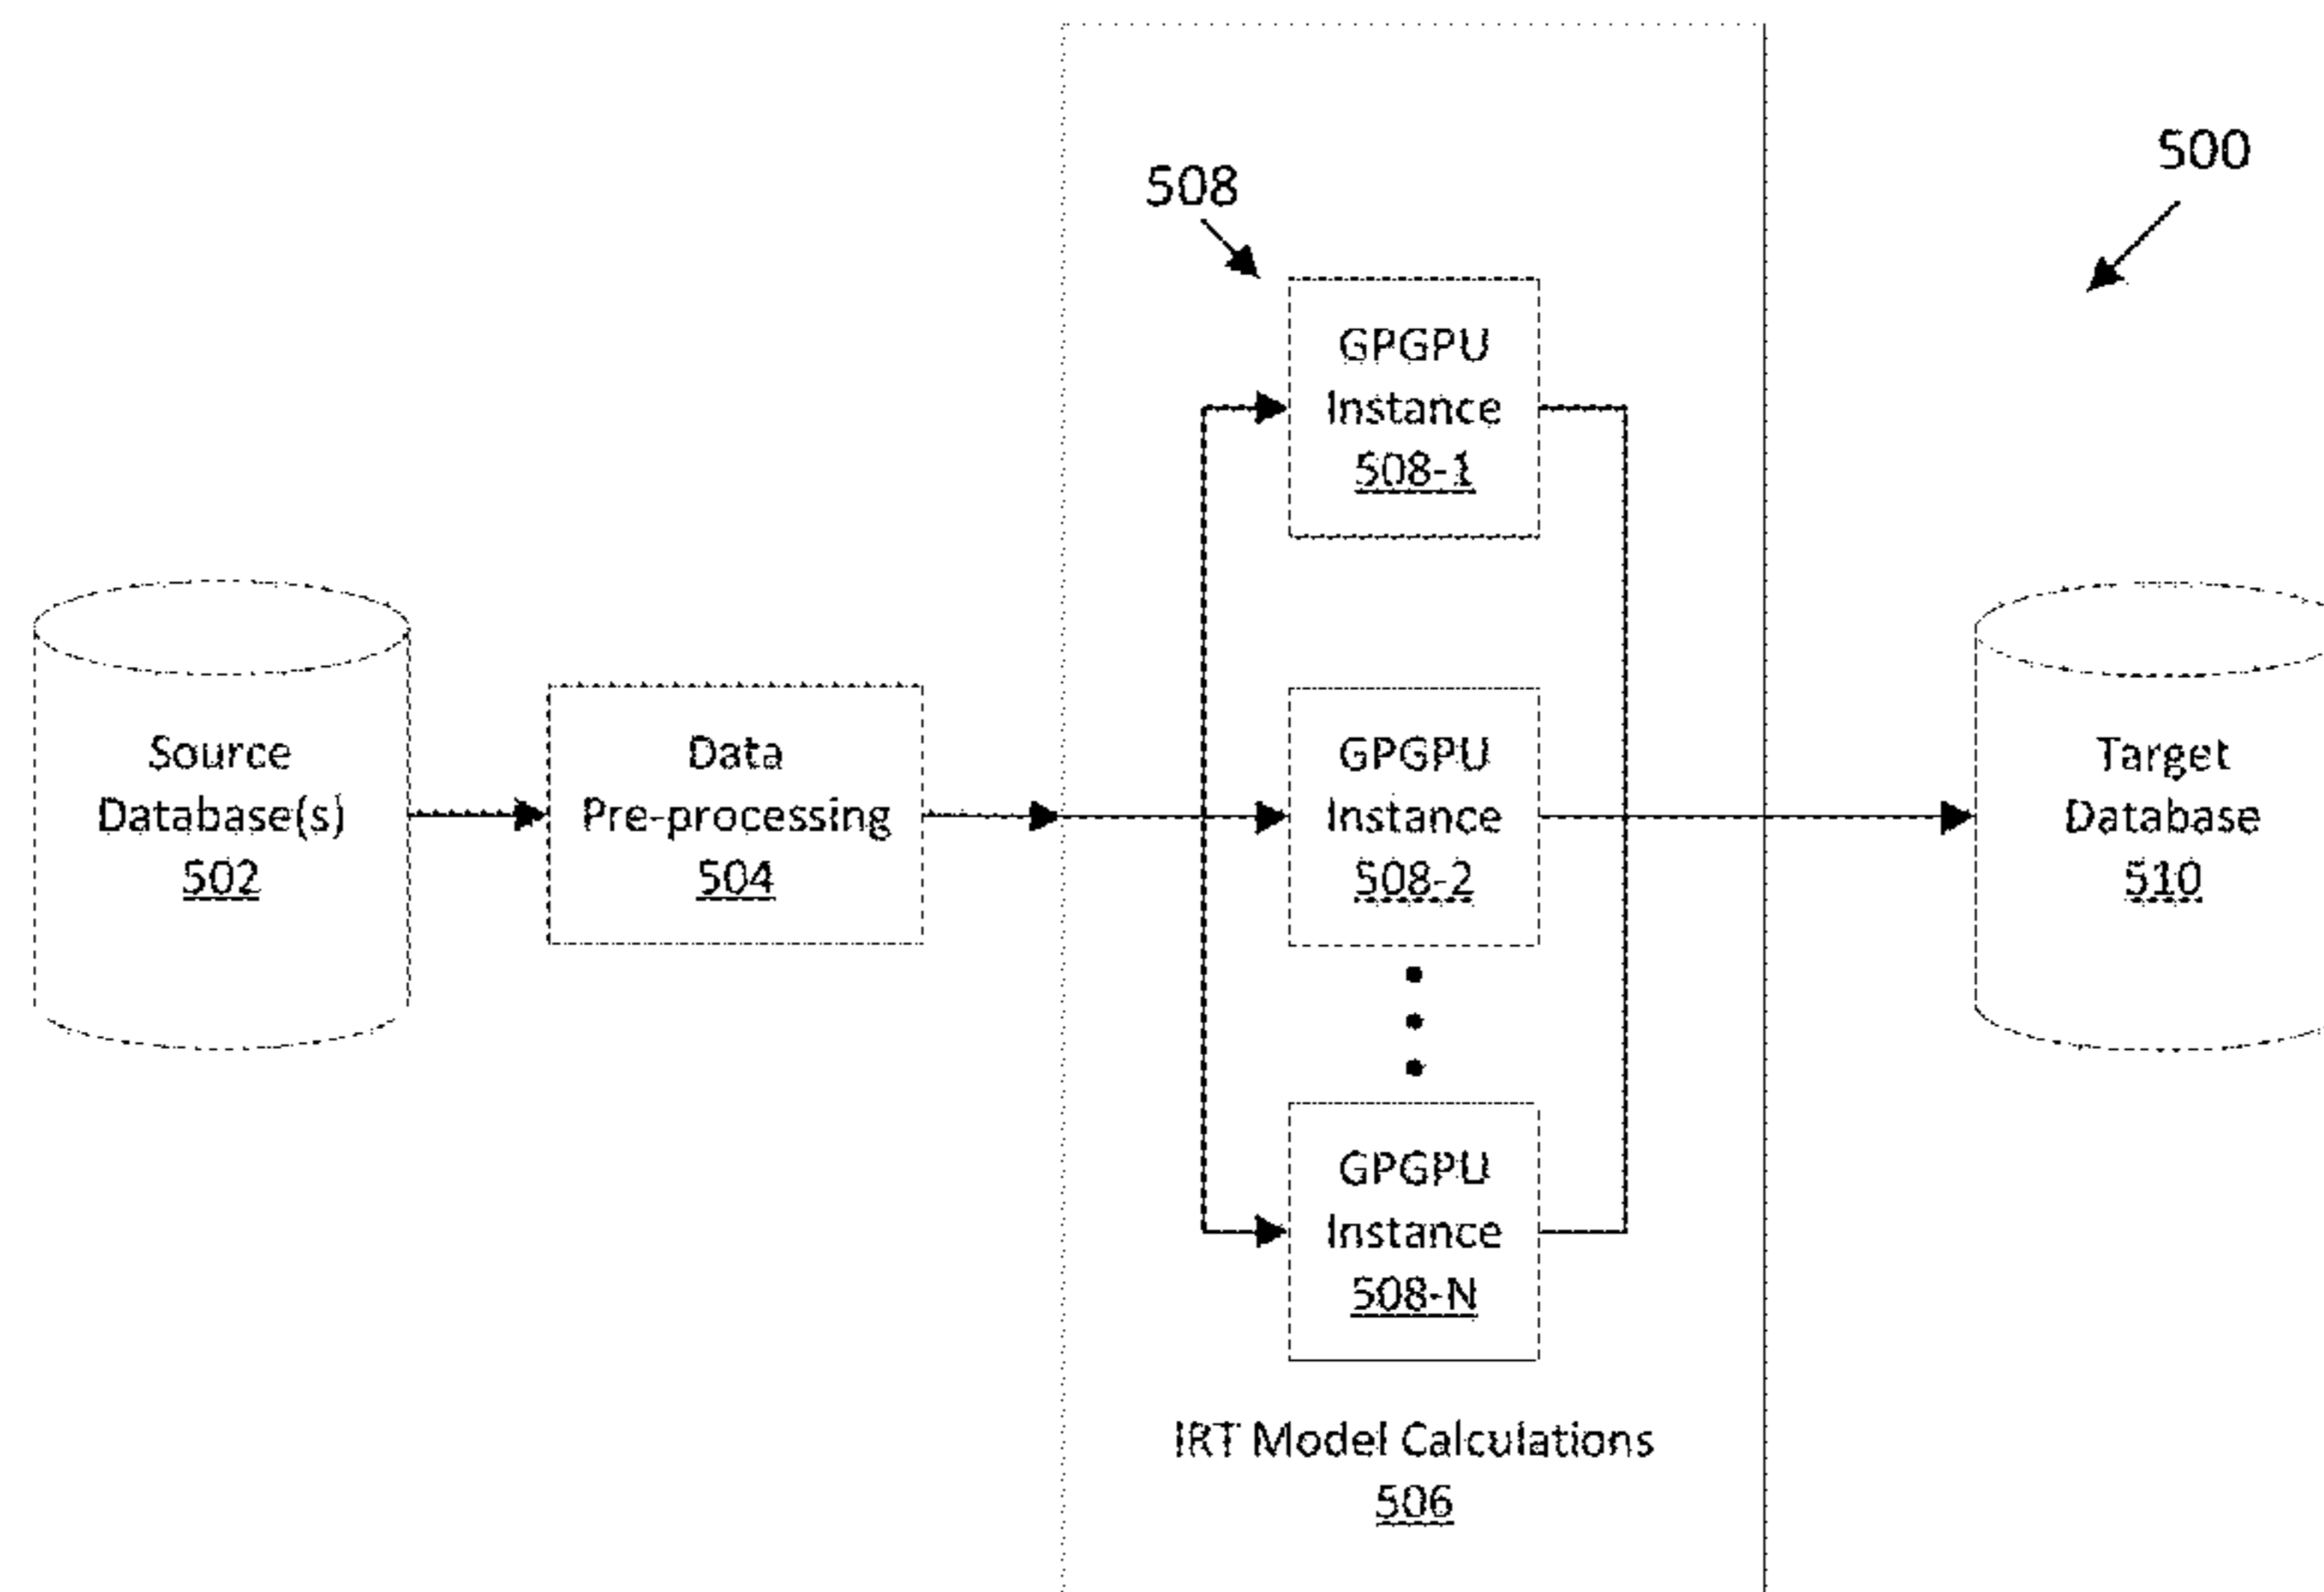 500
508
GPGPU
Instance
508-1
Source
Database(s)
502
Data
Pre-processing
504
GPGPU
Instance
508-2
Target
Database
510
GPGPU
Instance
508-N
IRT Model Calculations
506